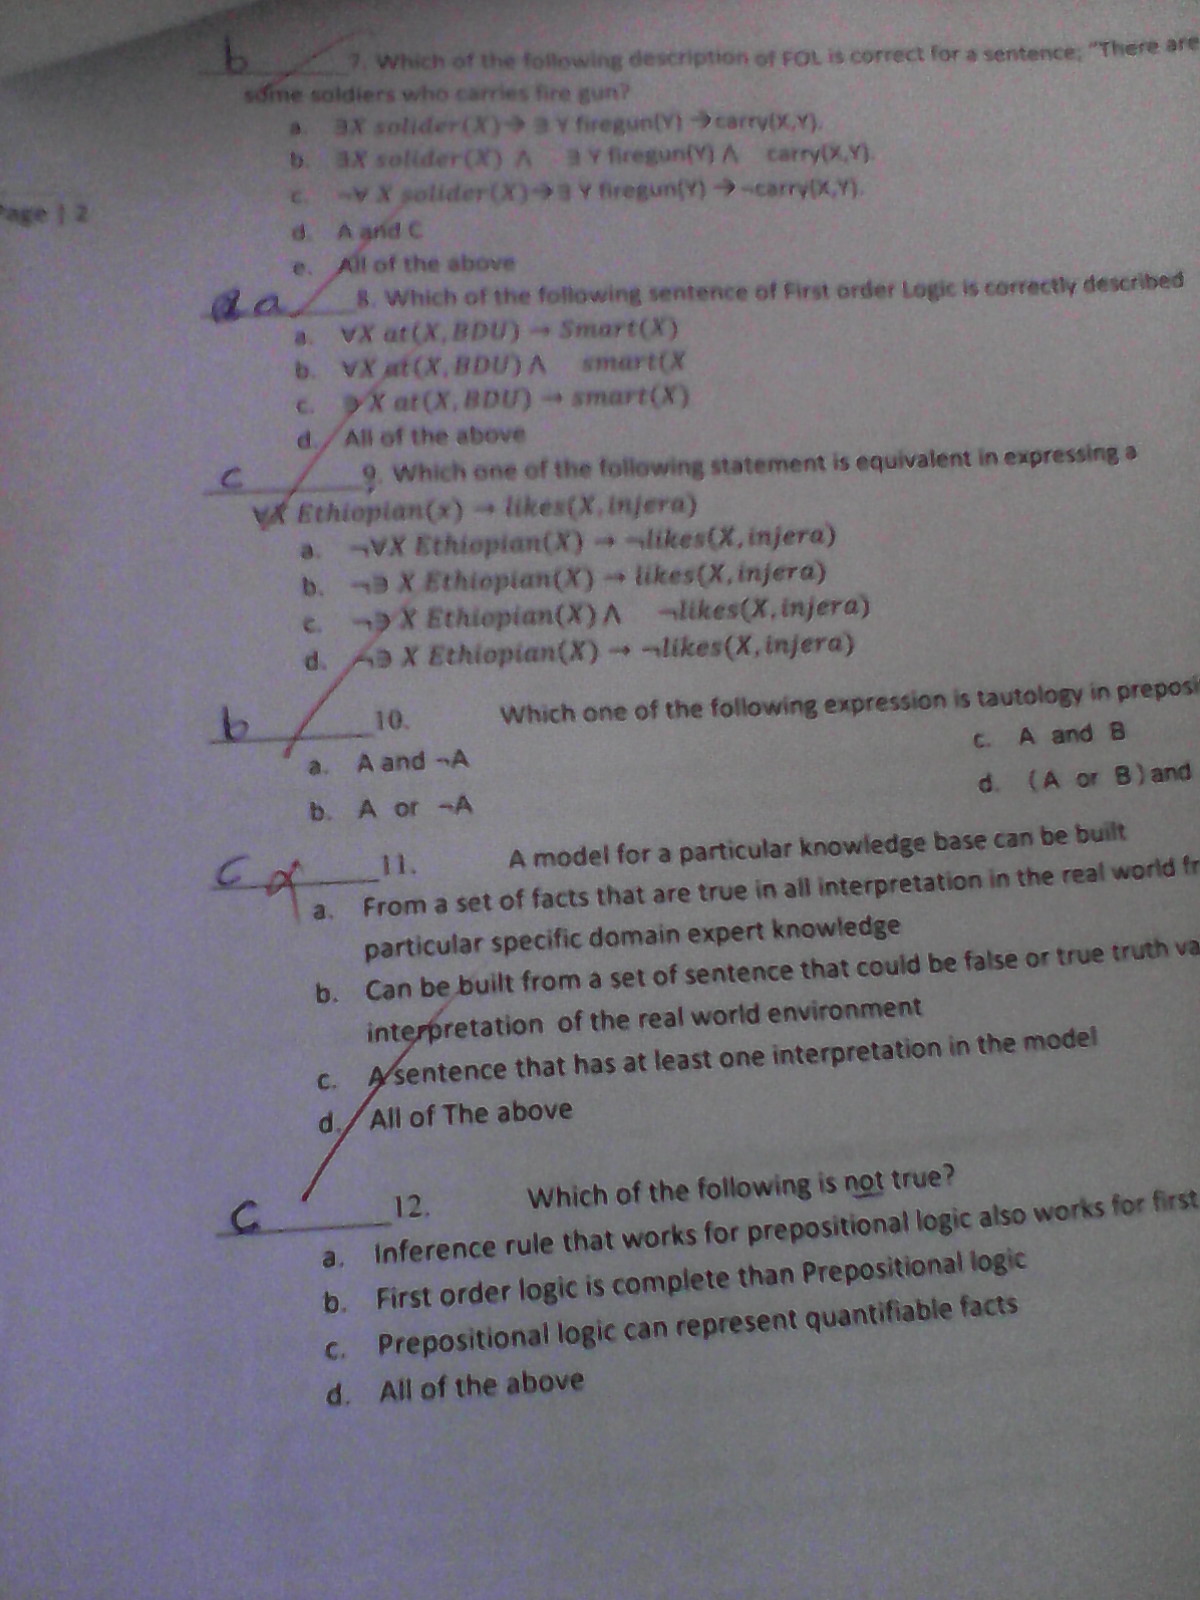 b 7. Which of the following description of FOL is correct for a sentence; "There are
some soldiers who carries fire gun?
a. ∃X solider(X)→ ∃ Y firegun(Y) →carry(X,Y).
b. ∃X solider(X) Λ ∃ Y firegun(Y) Λ carry(X,Y).
c. ¬∀ X solider(X)→∃ Y firegun(Y) →¬carry(X,Y).
Page | 2
d. A and C
e. All of the above
a 8. Which of the following sentence of First order Logic is correctly described
a. ∀X at(X, BDU) → Smart(X)
b. ∀X at(X, BDU) Λ smart(X
c. ∋ X at(X, BDU) → smart(X)
d. All of the above
c 9. Which one of the following statement is equivalent in expressing a
∀X Ethiopian(x) → likes(X, injera)
a. ¬∀X Ethiopian(X) → ¬likes(X, injera)
b. ¬∋ X Ethiopian(X) → likes(X, injera)
c. ¬∋ X Ethiopian(X) Λ ¬likes(X, injera)
d. ¬∋ X Ethiopian(X) → ¬likes(X, injera)
b 10. Which one of the following expression is tautology in preposi
a. A and ¬A c. A and B
b. A or ¬A d. (A or B) and
C 11. A model for a particular knowledge base can be built
a. From a set of facts that are true in all interpretation in the real world fr
particular specific domain expert knowledge
b. Can be built from a set of sentence that could be false or true truth va
interpretation of the real world environment
c. A sentence that has at least one interpretation in the model
d. All of The above
C 12. Which of the following is not true?
a. Inference rule that works for prepositional logic also works for first
b. First order logic is complete than Prepositional logic
c. Prepositional logic can represent quantifiable facts
d. All of the above